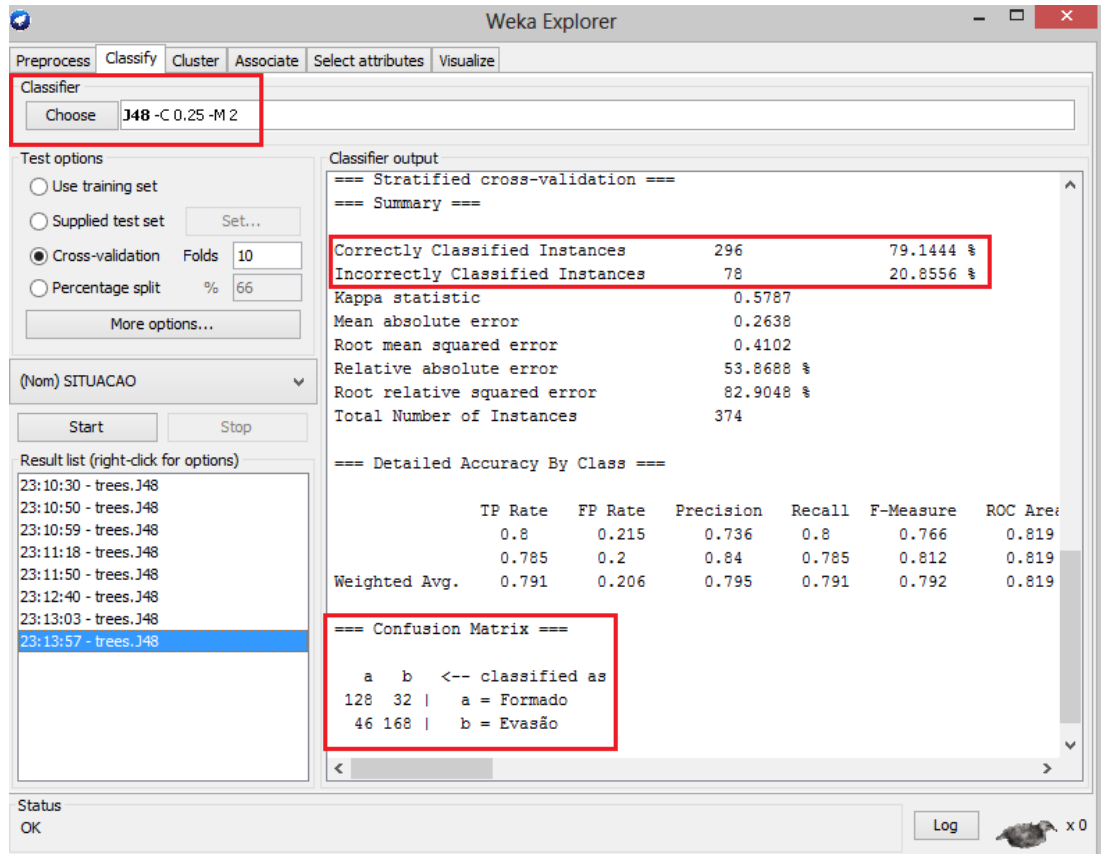 Weka Explorer
Preprocess Classify Cluster Associate Select attributes Visualize
Classifier
Choose J48 -C 0.25 -M 2
Test options
Use training set
Supplied test set Set...
Cross-validation Folds 10
Percentage split % 66
More options...
(Nom) SITUACAO
Start Stop
Result list (right-click for options)
23:10:30 - trees.J48
23:10:50 - trees.J48
23:10:59 - trees.J48
23:11:18 - trees.J48
23:11:50 - trees.J48
23:12:40 - trees.J48
23:13:03 - trees.J48
23:13:57 - trees.J48
Classifier output
=== Stratified cross-validation ===
=== Summary ===
Correctly Classified Instances 296 79.1444 %
Incorrectly Classified Instances 78 20.8556 %
Kappa statistic 0.5787
Mean absolute error 0.2638
Root mean squared error 0.4102
Relative absolute error 53.8688 %
Root relative squared error 82.9048 %
Total Number of Instances 374
=== Detailed Accuracy By Class ===
TP Rate FP Rate Precision Recall F-Measure ROC Area
0.8 0.215 0.736 0.8 0.766 0.819
0.785 0.2 0.84 0.785 0.812 0.819
Weighted Avg. 0.791 0.206 0.795 0.791 0.792 0.819
=== Confusion Matrix ===
a b <-- classified as
128 32 | a = Formado
46 168 | b = Evasão
Status
OK
Log
x 0